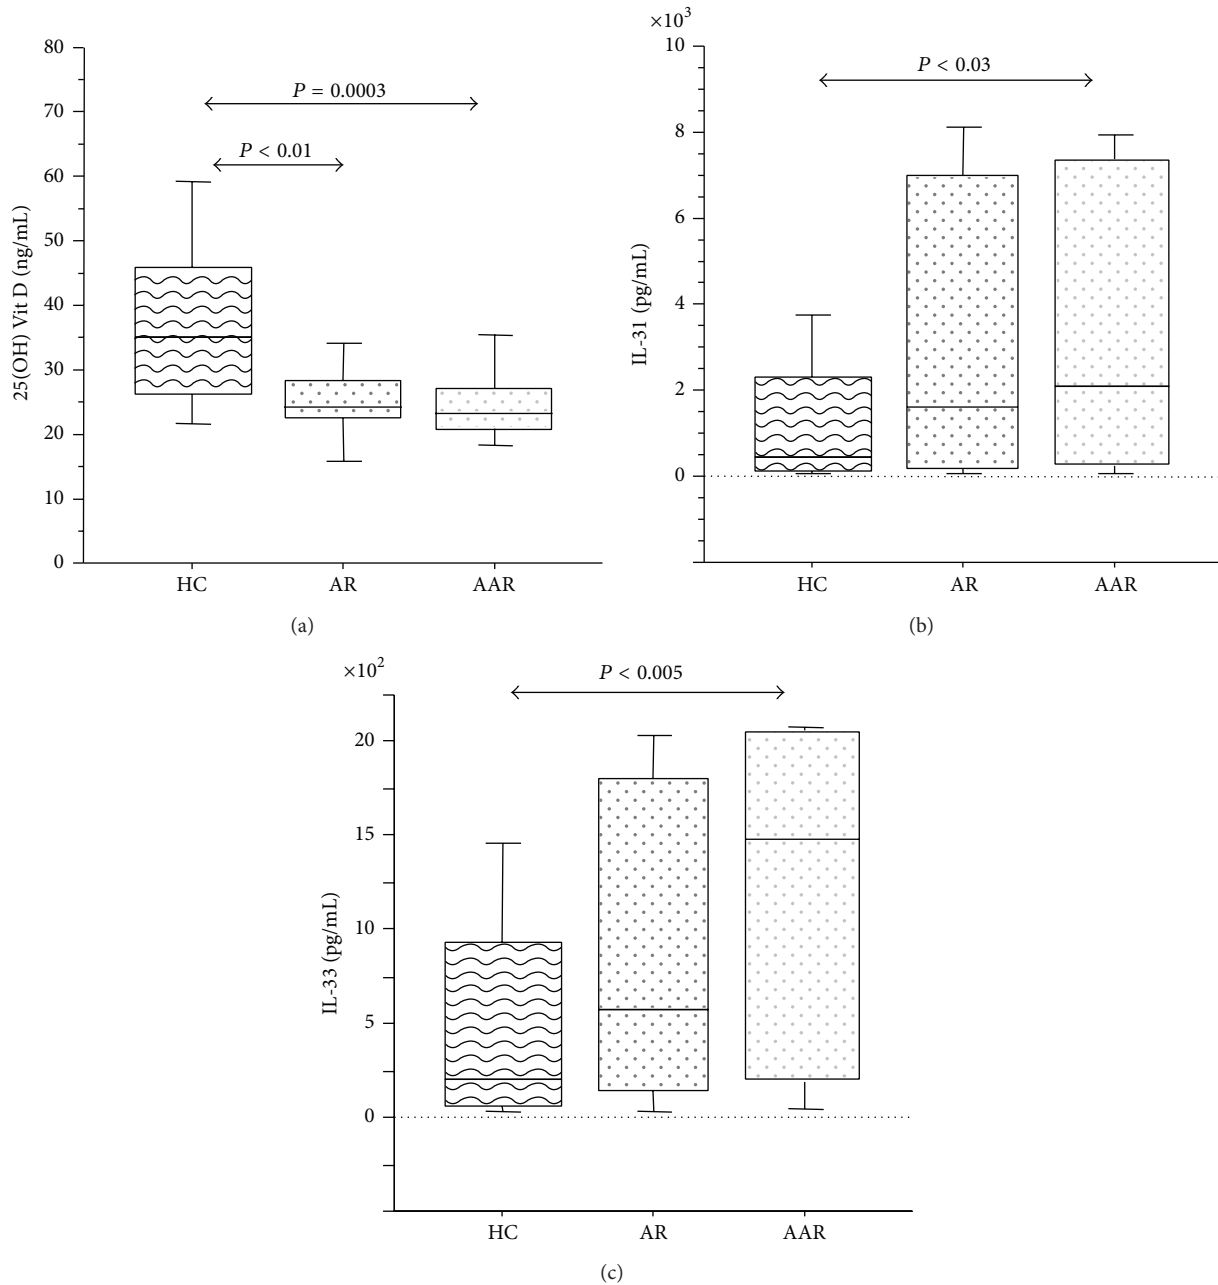 80
70
60
50
40
30
20
10
0
25(OH) Vit D (ng/mL)
P = 0.0003
P < 0.01
HC AR AAR
(a)
×10³
10
8
6
4
2
0
IL-31 (pg/mL)
P < 0.03
HC AR AAR
(b)
×10²
20
15
10
5
0
IL-33 (pg/mL)
P < 0.005
HC AR AAR
(c)